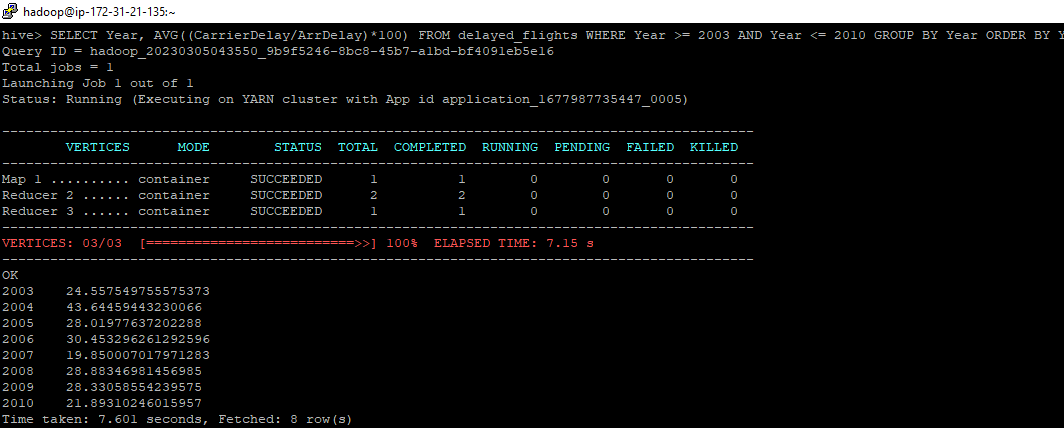 hadoop@ip-172-31-21-135:~
hive> SELECT Year, AVG((CarrierDelay/ArrDelay)*100) FROM delayed_flights WHERE Year >= 2003 AND Year <= 2010 GROUP BY Year ORDER BY Y
Query ID = hadoop_20230305043550_9b9f5246-8bc8-45b7-a1bd-bf4091eb5e16
Total jobs = 1
Launching Job 1 out of 1
Status: Running (Executing on YARN cluster with App id application_1677987735447_0005)
----------------------------------------------------------------------------------------------
VERTICES MODE STATUS TOTAL COMPLETED RUNNING PENDING FAILED KILLED
----------------------------------------------------------------------------------------------
Map 1 .......... container SUCCEEDED 1 1 0 0 0 0
Reducer 2 ...... container SUCCEEDED 2 2 0 0 0 0
Reducer 3 ...... container SUCCEEDED 1 1 0 0 0 0
----------------------------------------------------------------------------------------------
VERTICES: 03/03 [==========================>>] 100% ELAPSED TIME: 7.15 s
----------------------------------------------------------------------------------------------
OK
2003 24.557549755575373
2004 43.64459443230066
2005 28.01977637202288
2006 30.453296261292596
2007 19.850007017971283
2008 28.88346981456985
2009 28.33058554239575
2010 21.89310246015957
Time taken: 7.601 seconds, Fetched: 8 row(s)